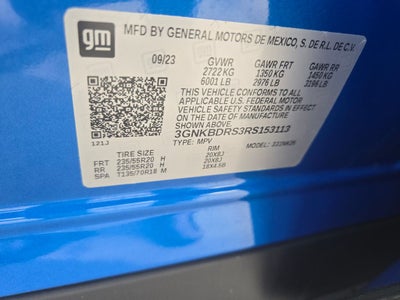 gm
MFD BY GENERAL MOTORS DE MEXICO, S. DE R.L. DE C.V.
09/23 GVWR GAWR FRT GAWR RR
2722 KG 1350 KG 1450 KG
6001 LB 2976 LB 3196 LB
THIS VEHICLE CONFORMS TO ALL
APPLICABLE U.S. FEDERAL MOTOR
VEHICLE SAFETY STANDARDS IN EFFECT
ON THE DATE OF MANUFACTURE
SHOWN ABOVE.
3GNKBDRS3RS153113
121J TYPE: MPV MODEL:
TIRE SIZE RIM
FRT 235/55R20 H 20X8J
RR 235/55R20 H 20X8J
SPA T135/70R18 M 18X4.5B